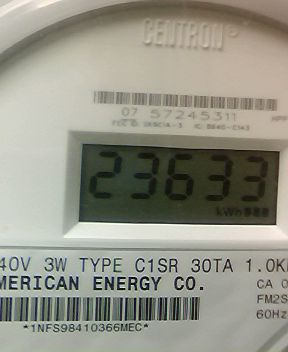 CENTRON®
07 57245311
23633
kWh
40V 3W TYPE C1SR 30TA 1.0K
MERICAN ENERGY CO.
CA 0
FM2S
60Hz
*1NFS98410366MEC*